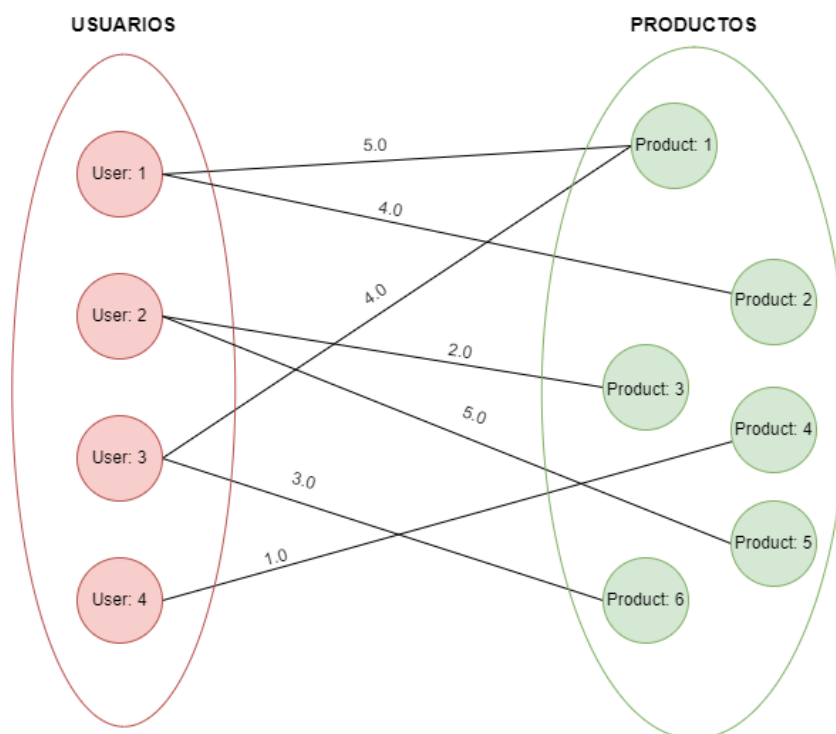 USUARIOS
PRODUCTOS
User: 1
User: 2
User: 3
User: 4
5.0
4.0
4.0
2.0
5.0
3.0
1.0
Product: 1
Product: 2
Product: 3
Product: 4
Product: 5
Product: 6